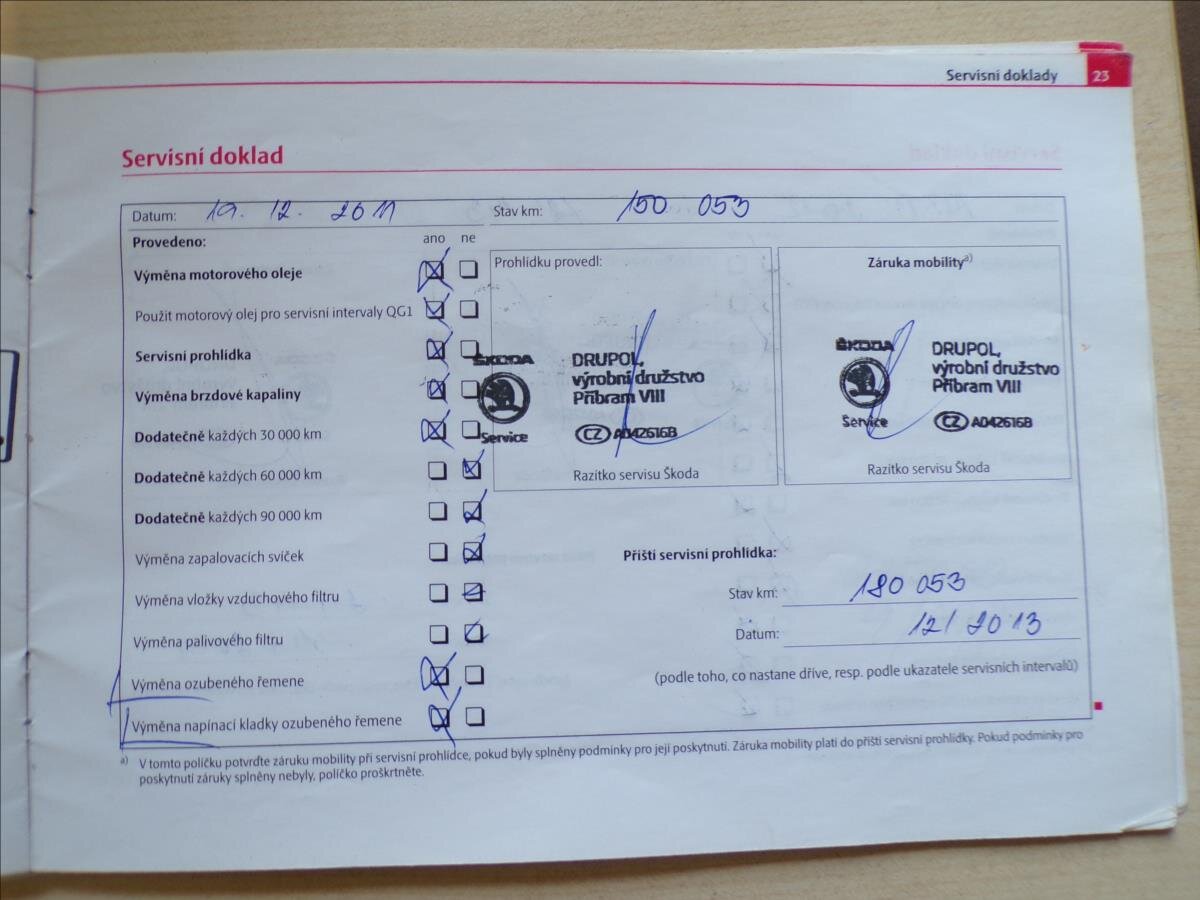 Servisní doklady 23
Servisní doklad
Datum: 19. 12. 2011 Stav km: 150 053
Provedeno: ano ne
Výměna motorového oleje
Použit motorový olej pro servisní intervaly QG1
Servisní prohlídka
Výměna brzdové kapaliny
Dodatečně každých 30 000 km
Dodatečně každých 60 000 km
Dodatečně každých 90 000 km
Výměna zapalovacích svíček
Výměna vložky vzduchového filtru
Výměna palivového filtru
Výměna ozubeného řemene
Výměna napínací kladky ozubeného řemene
Prohlídku provedl:
ŠKODA
Service
DRUPOL,
výrobní družstvo
Příbram VIII
CZ A042616B
Razítko servisu Škoda
Záruka mobility a)
ŠKODA
Service
DRUPOL,
výrobní družstvo
Příbram VIII
CZ A042616B
Razítko servisu Škoda
Příští servisní prohlídka:
Stav km: 180 053
Datum: 12/2013
(podle toho, co nastane dříve, resp. podle ukazatele servisních intervalů)
a) V tomto políčku potvrďte záruku mobility při servisní prohlídce, pokud byly splněny podmínky pro její poskytnutí. Záruka mobility platí do příští servisní prohlídky. Pokud podmínky pro
poskytnutí záruky splněny nebyly, políčko proškrtněte.